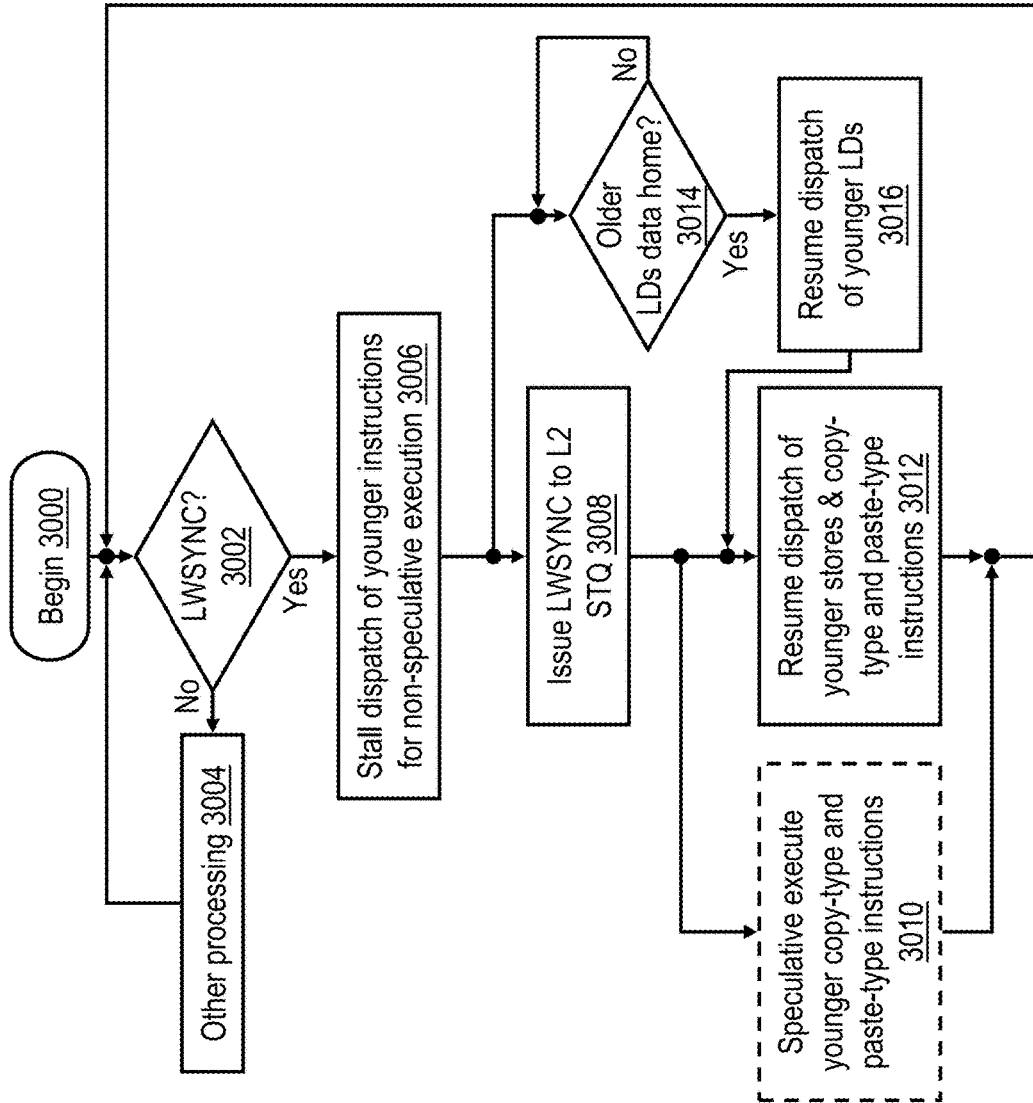 Begin 3000
LWSYNC?
3002
No
Yes
Other processing 3004
Stall dispatch of younger instructions
for non-speculative execution 3006
Issue LWSYNC to L2
STQ 3008
Older
LDs data home?
3014
No
Yes
Resume dispatch
of younger LDs
3016
Speculative execute
younger copy-type and
paste-type instructions
3010
Resume dispatch of
younger stores & copy-
type and paste-type
instructions 3012